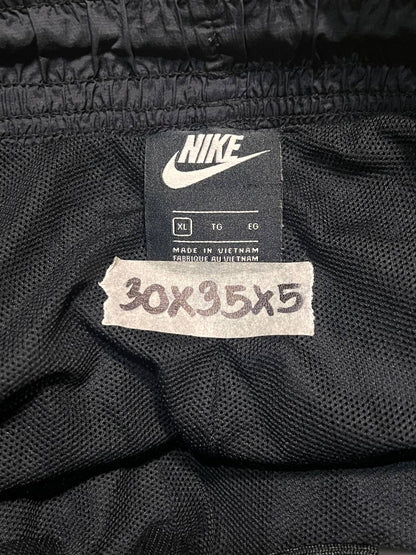 NIKE
XL TG EG
MADE IN VIETNAM
FABRIQUE AU VIETNAM
30X35X5